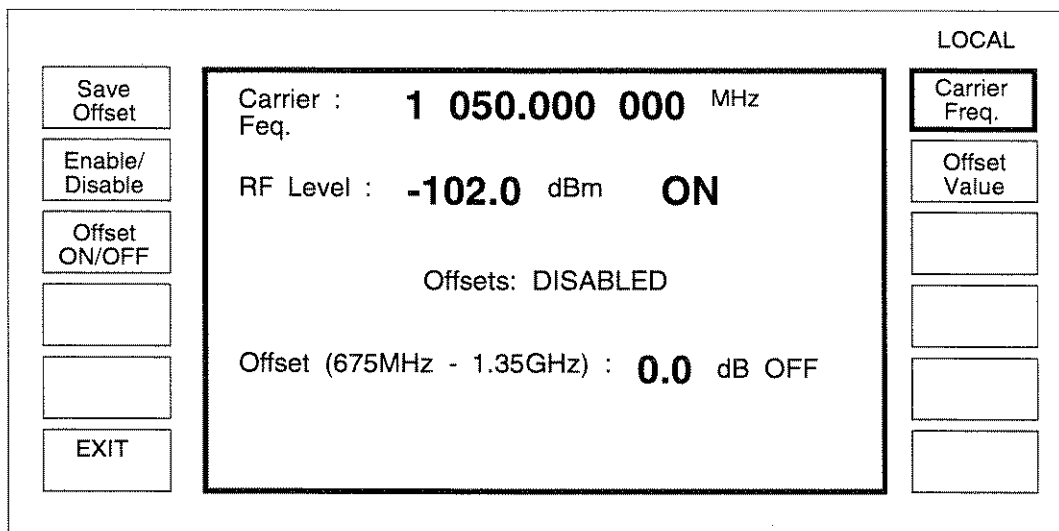 LOCAL
Save
Offset
Enable/
Disable
Offset
ON/OFF
EXIT
Carrier : 1 050.000 000 MHz
Feq.
RF Level : -102.0 dBm ON
Offsets: DISABLED
Offset (675MHz - 1.35GHz) : 0.0 dB OFF
Carrier
Freq.
Offset
Value